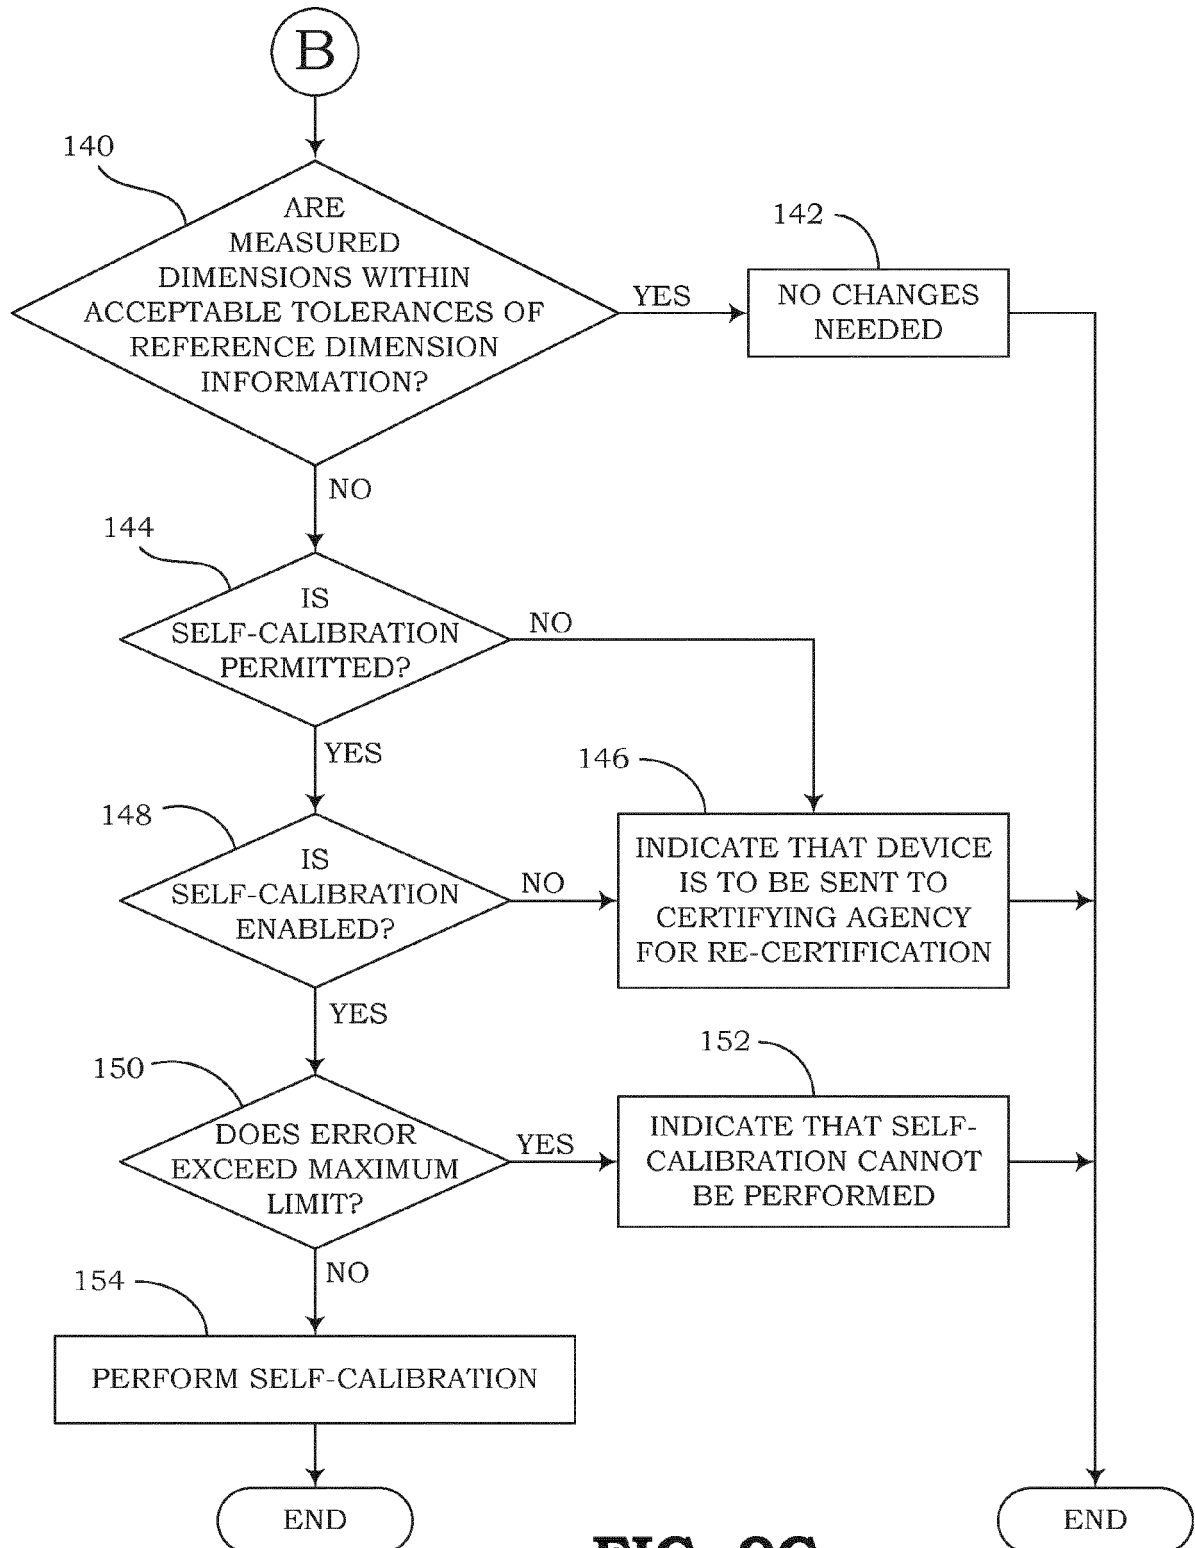 B
140
ARE
MEASURED
DIMENSIONS WITHIN
ACCEPTABLE TOLERANCES OF
REFERENCE DIMENSION
INFORMATION?
YES
142
NO CHANGES
NEEDED
NO
144
IS
SELF-CALIBRATION
PERMITTED?
NO
YES
146
INDICATE THAT DEVICE
IS TO BE SENT TO
CERTIFYING AGENCY
FOR RE-CERTIFICATION
148
IS
SELF-CALIBRATION
ENABLED?
NO
YES
150
DOES ERROR
EXCEED MAXIMUM
LIMIT?
YES
152
INDICATE THAT SELF-
CALIBRATION CANNOT
BE PERFORMED
NO
154
PERFORM SELF-CALIBRATION
END
END